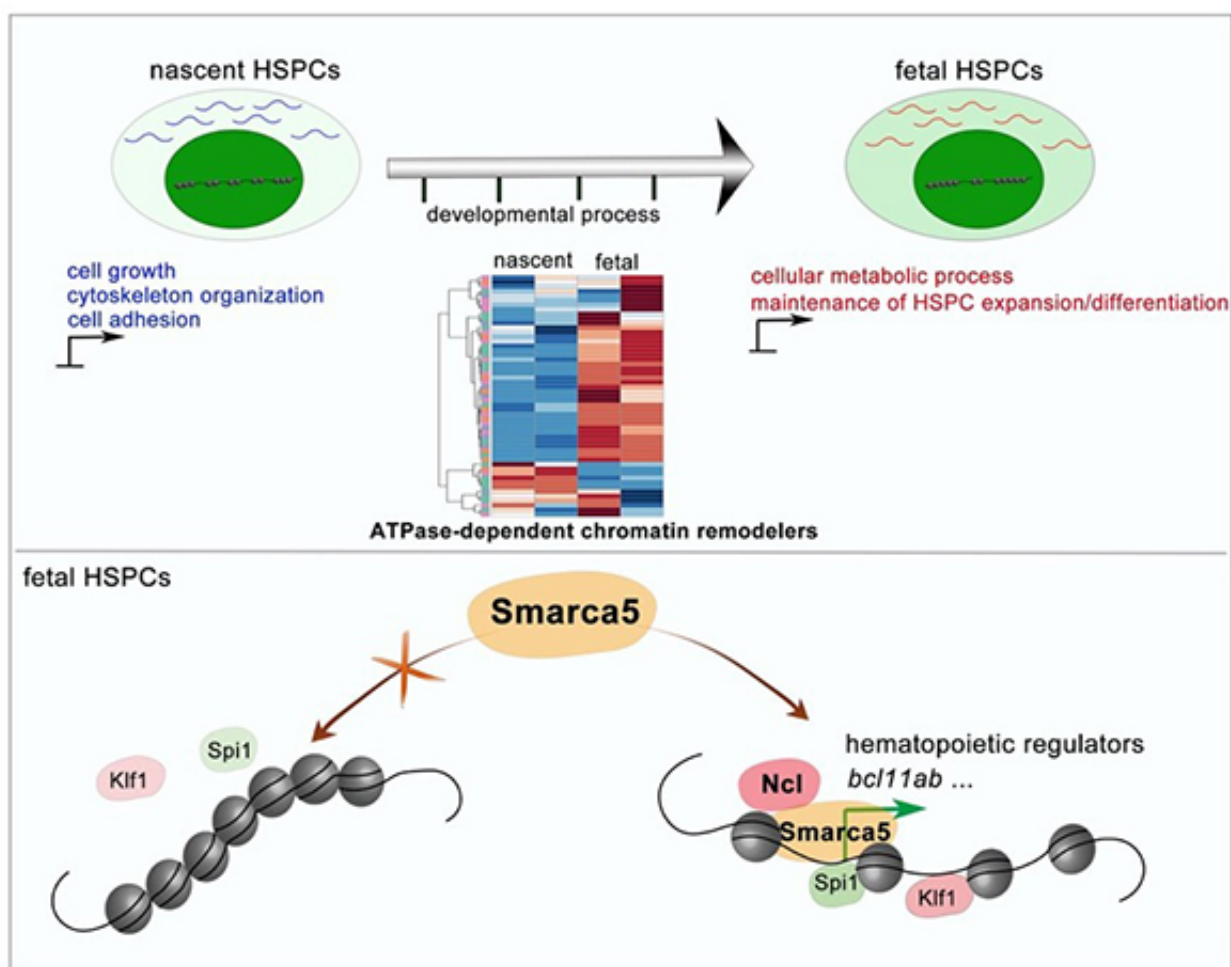 nascent HSPCs
fetal HSPCs
developmental process
cell growth
cytoskeleton organization
cell adhesion
nascent fetal
cellular metabolic process
maintenance of HSPC expansion/differentiation
ATPase-dependent chromatin remodelers
fetal HSPCs
Smarca5
Spi1
Klf1
hematopoietic regulators
bcl11ab ...
Ncl
Smarca5
Spi1
Klf1